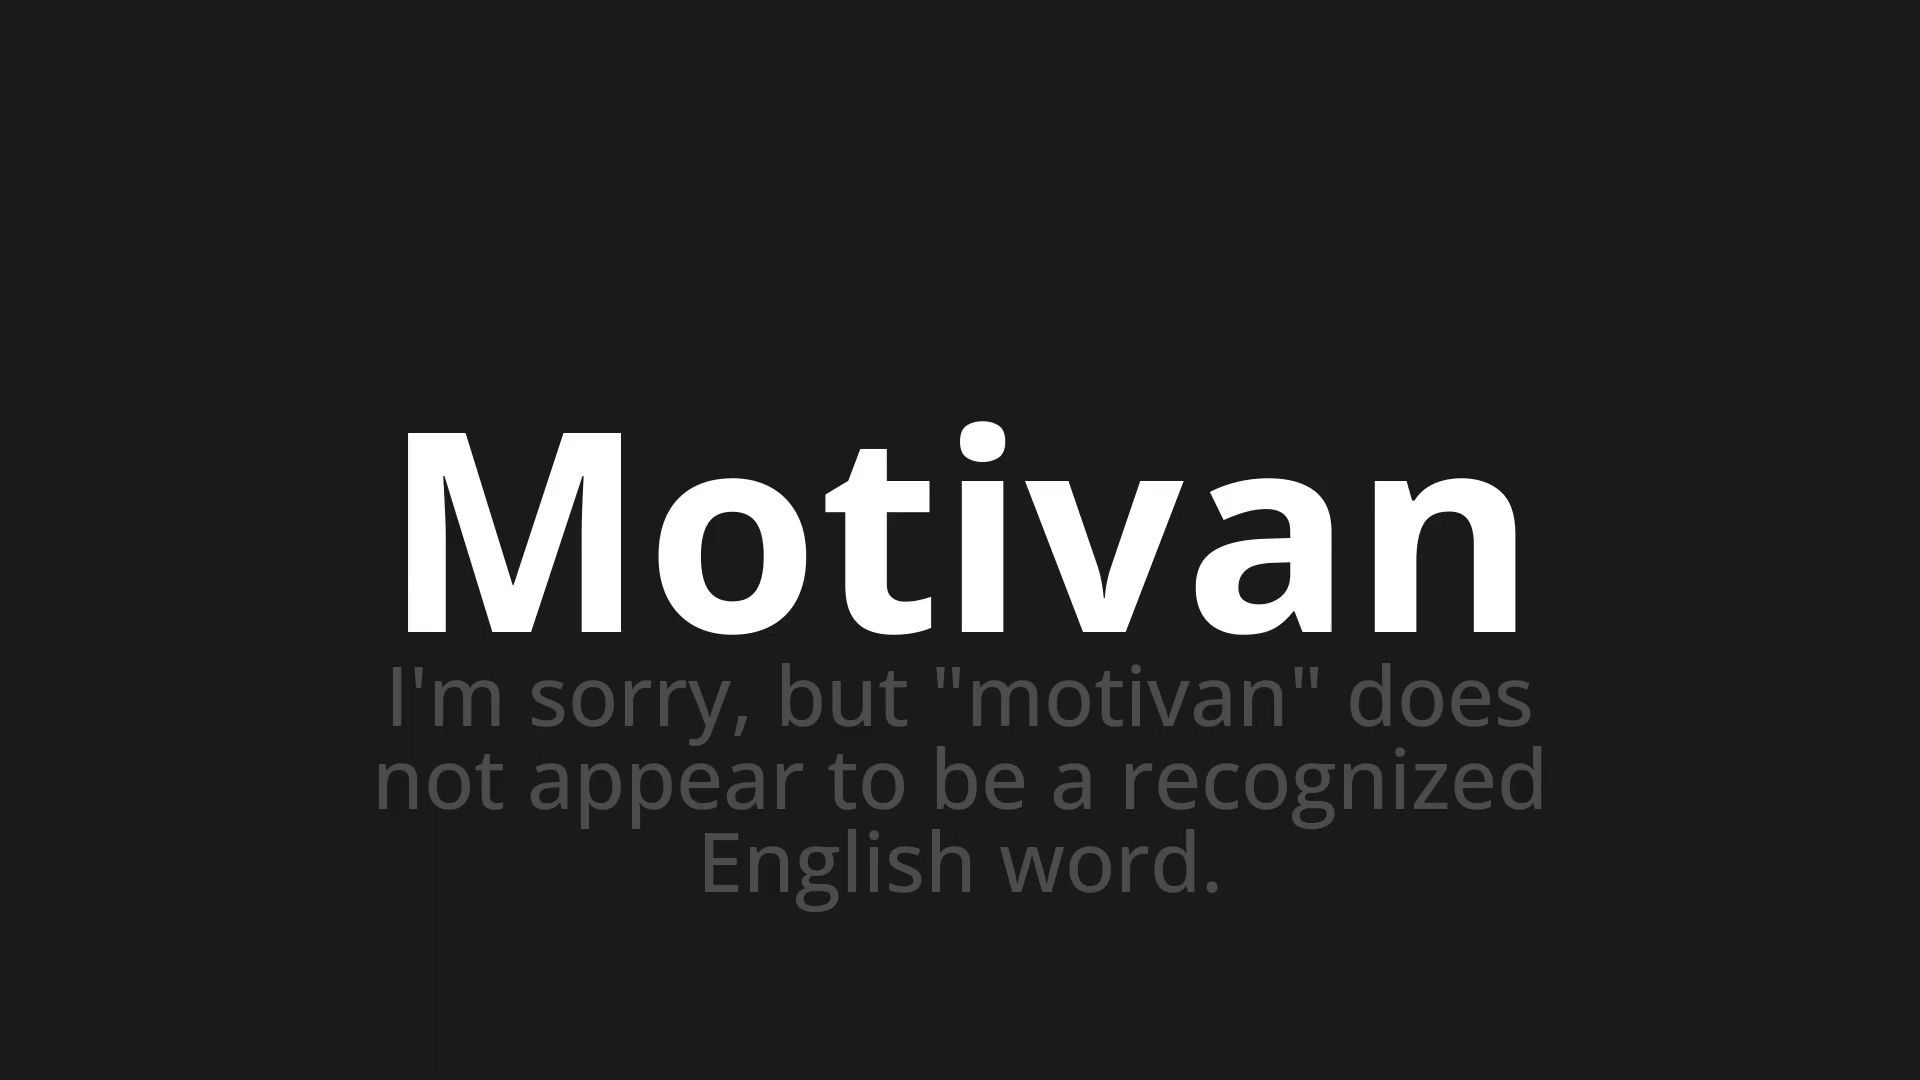 Motivan
I'm sorry, but "motivan" does
not appear to be a recognized
English word.